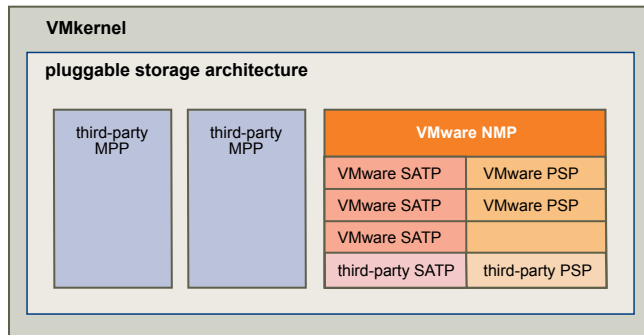 VMkernel
pluggable storage architecture
third-party
MPP
third-party
MPP
VMware NMP
VMware SATP
VMware PSP
VMware SATP
VMware PSP
VMware SATP
third-party SATP
third-party PSP